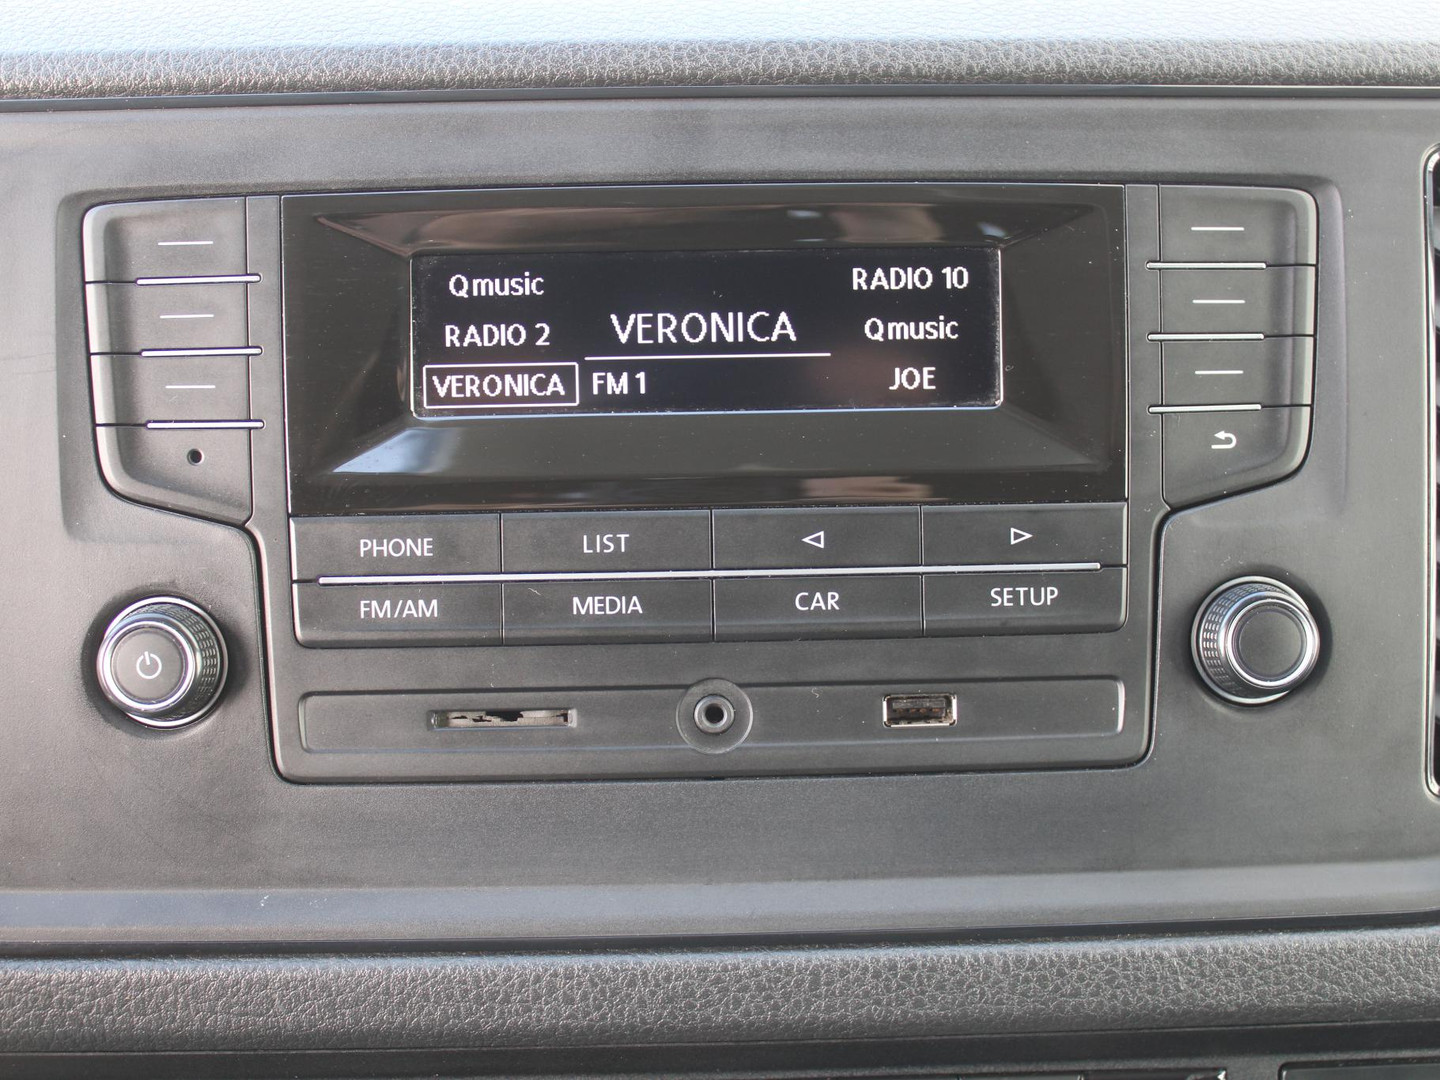 Qmusic
RADIO 2
VERONICA
VERONICA
FM 1
RADIO 10
Qmusic
JOE
PHONE
LIST
FM/AM
MEDIA
CAR
SETUP